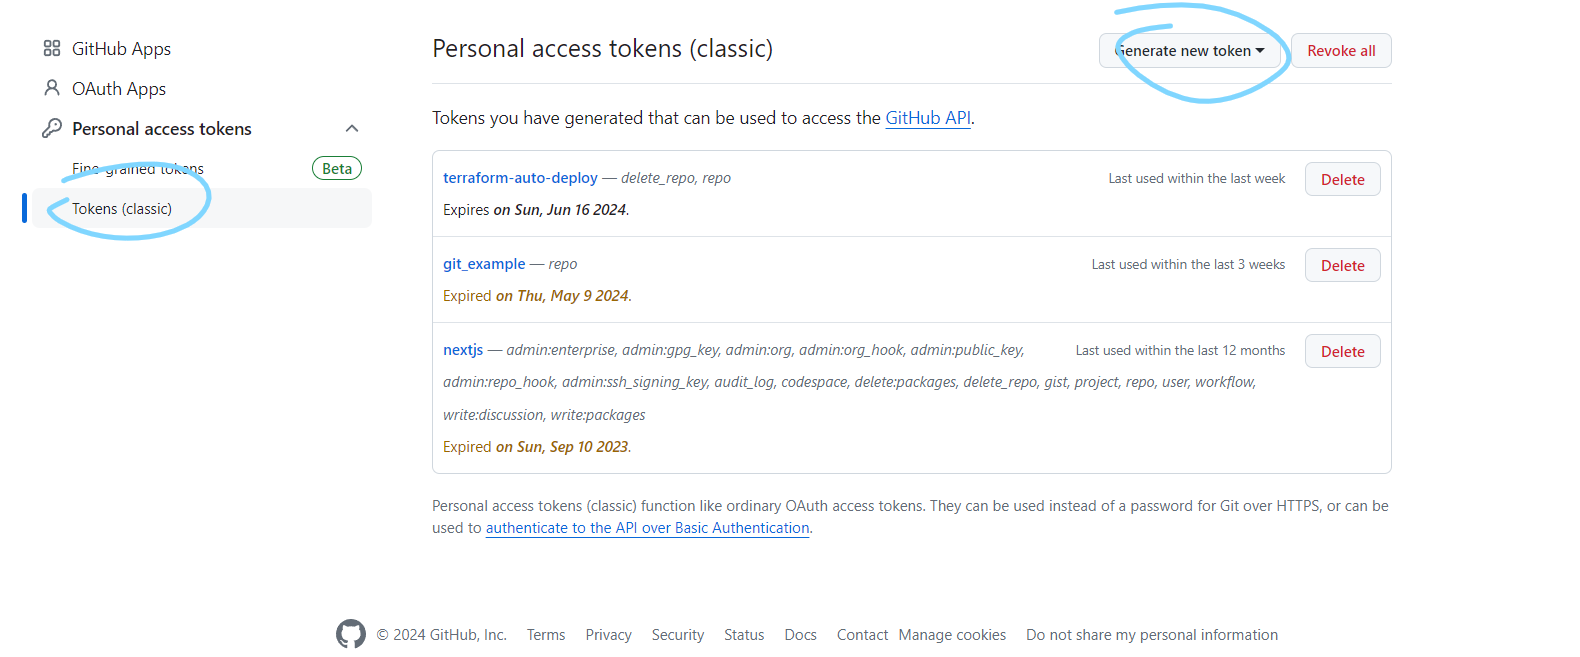 GitHub Apps
OAuth Apps
Personal access tokens
Fine-grained tokens Beta
Tokens (classic)
Personal access tokens (classic)
Generate new token
Revoke all
Tokens you have generated that can be used to access the GitHub API.
terraform-auto-deploy — delete_repo, repo
Last used within the last week
Delete
Expires on Sun, Jun 16 2024.
git_example — repo
Last used within the last 3 weeks
Delete
Expired on Thu, May 9 2024.
nextjs — admin:enterprise, admin:gpg_key, admin:org, admin:org_hook, admin:public_key,
Last used within the last 12 months
Delete
admin:repo_hook, admin:ssh_signing_key, audit_log, codespace, delete:packages, delete_repo, gist, project, repo, user, workflow,
write:discussion, write:packages
Expired on Sun, Sep 10 2023.
Personal access tokens (classic) function like ordinary OAuth access tokens. They can be used instead of a password for Git over HTTPS, or can be
used to authenticate to the API over Basic Authentication.
© 2024 GitHub, Inc. Terms Privacy Security Status Docs Contact Manage cookies Do not share my personal information